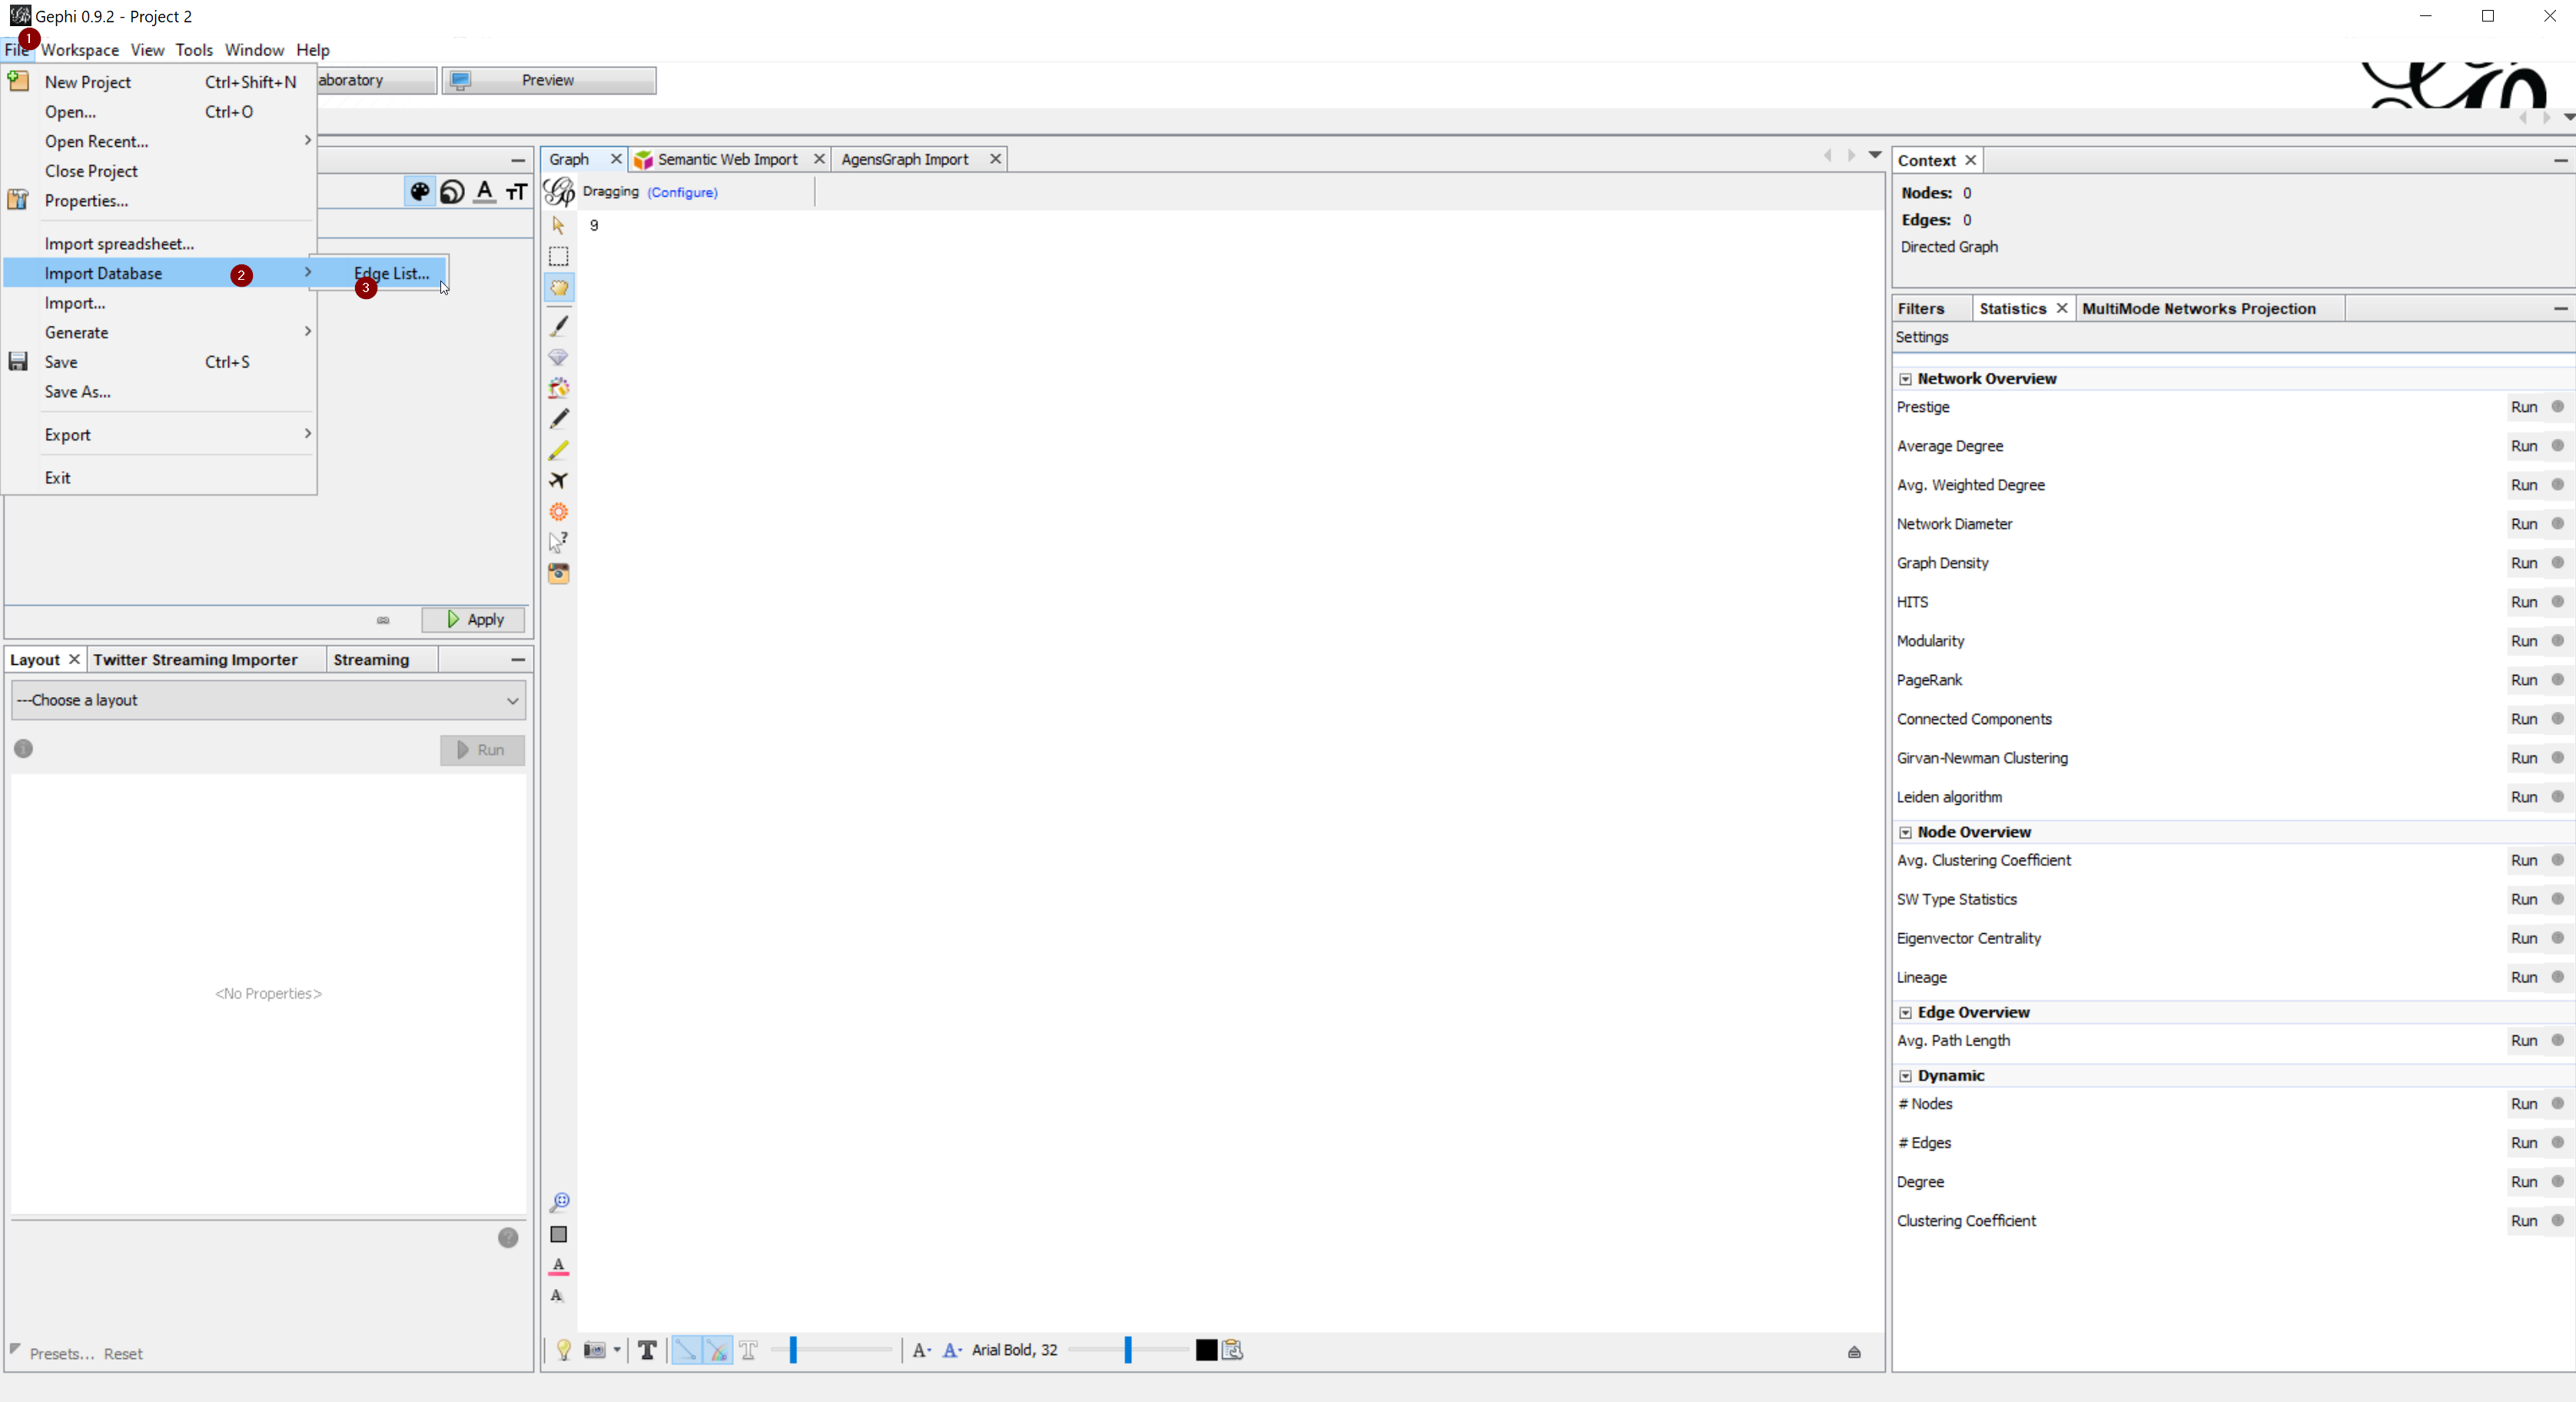 Gephi 0.9.2 - Project 2
1
File Workspace View Tools Window Help
New Project Ctrl+Shift+N
aboratory
Preview
Open... Ctrl+O
Open Recent...
Close Project
Properties...
Import spreadsheet...
Import Database 2
Edge List...
3
Import...
Generate
Save Ctrl+S
Save As...
Export
Exit
Apply
Layout Twitter Streaming Importer Streaming
---Choose a layout
Run
<No Properties>
Presets... Reset
Graph Semantic Web Import AgensGraph Import
Dragging (Configure)
9
Arial Bold, 32
Context
Nodes: 0
Edges: 0
Directed Graph
Filters Statistics MultiMode Networks Projection
Settings
Network Overview
Prestige Run
Average Degree Run
Avg. Weighted Degree Run
Network Diameter Run
Graph Density Run
HITS Run
Modularity Run
PageRank Run
Connected Components Run
Girvan-Newman Clustering Run
Leiden algorithm Run
Node Overview
Avg. Clustering Coefficient Run
SW Type Statistics Run
Eigenvector Centrality Run
Lineage Run
Edge Overview
Avg. Path Length Run
Dynamic
# Nodes Run
# Edges Run
Degree Run
Clustering Coefficient Run